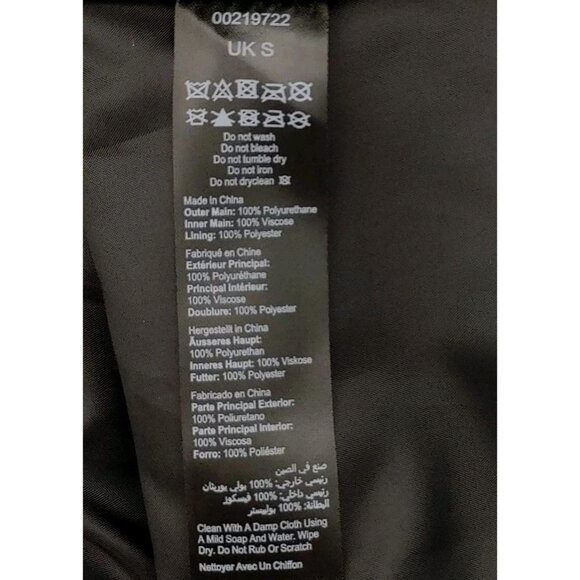 00219722
UK S
Do not wash
Do not bleach
Do not tumble dry
Do not iron
Do not dryclean
Made in China
Outer Main: 100% Polyurethane
Inner Main: 100% Viscose
Lining: 100% Polyester
Fabriqué en Chine
Extérieur Principal:
100% Polyuréthane
Principal Intérieur:
100% Viscose
Doublure: 100% Polyester
Hergestellt in China
Äusseres Haupt:
100% Polyurethan
Inneres Haupt: 100% Viskose
Futter: 100% Polyester
Fabricado en China
Parte Principal Exterior:
100% Poliuretano
Parte Principal Interior:
100% Viscosa
Forro: 100% Poliéster
صنع في الصين
رئيسي خارجي: 100% بولي يوريثان
رئيسي داخلي: 100% فيسكوز
البطانة: 100% بوليستر
Clean With A Damp Cloth Using
A Mild Soap And Water. Wipe
Dry. Do Not Rub Or Scratch
Nettoyer Avec Un Chiffon